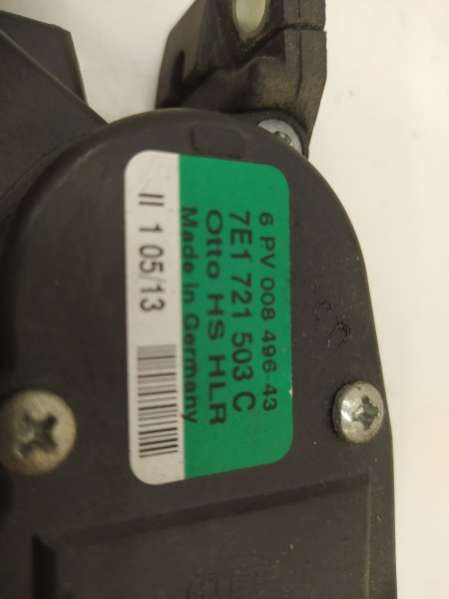 6 PV 008 496-43
7E1 721 503 C
Otto HS HLR
Made in Germany
II 1 05/13